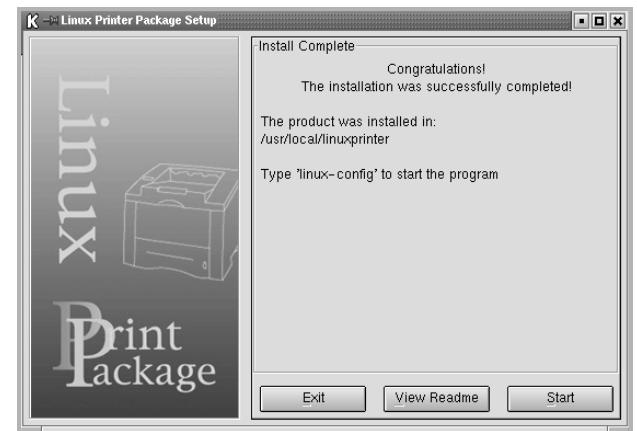 Linux Printer Package Setup
Linux
Print
Package
Install Complete
Congratulations!
The installation was successfully completed!
The product was installed in:
/usr/local/linuxprinter
Type 'linux-config' to start the program
Exit
View Readme
Start